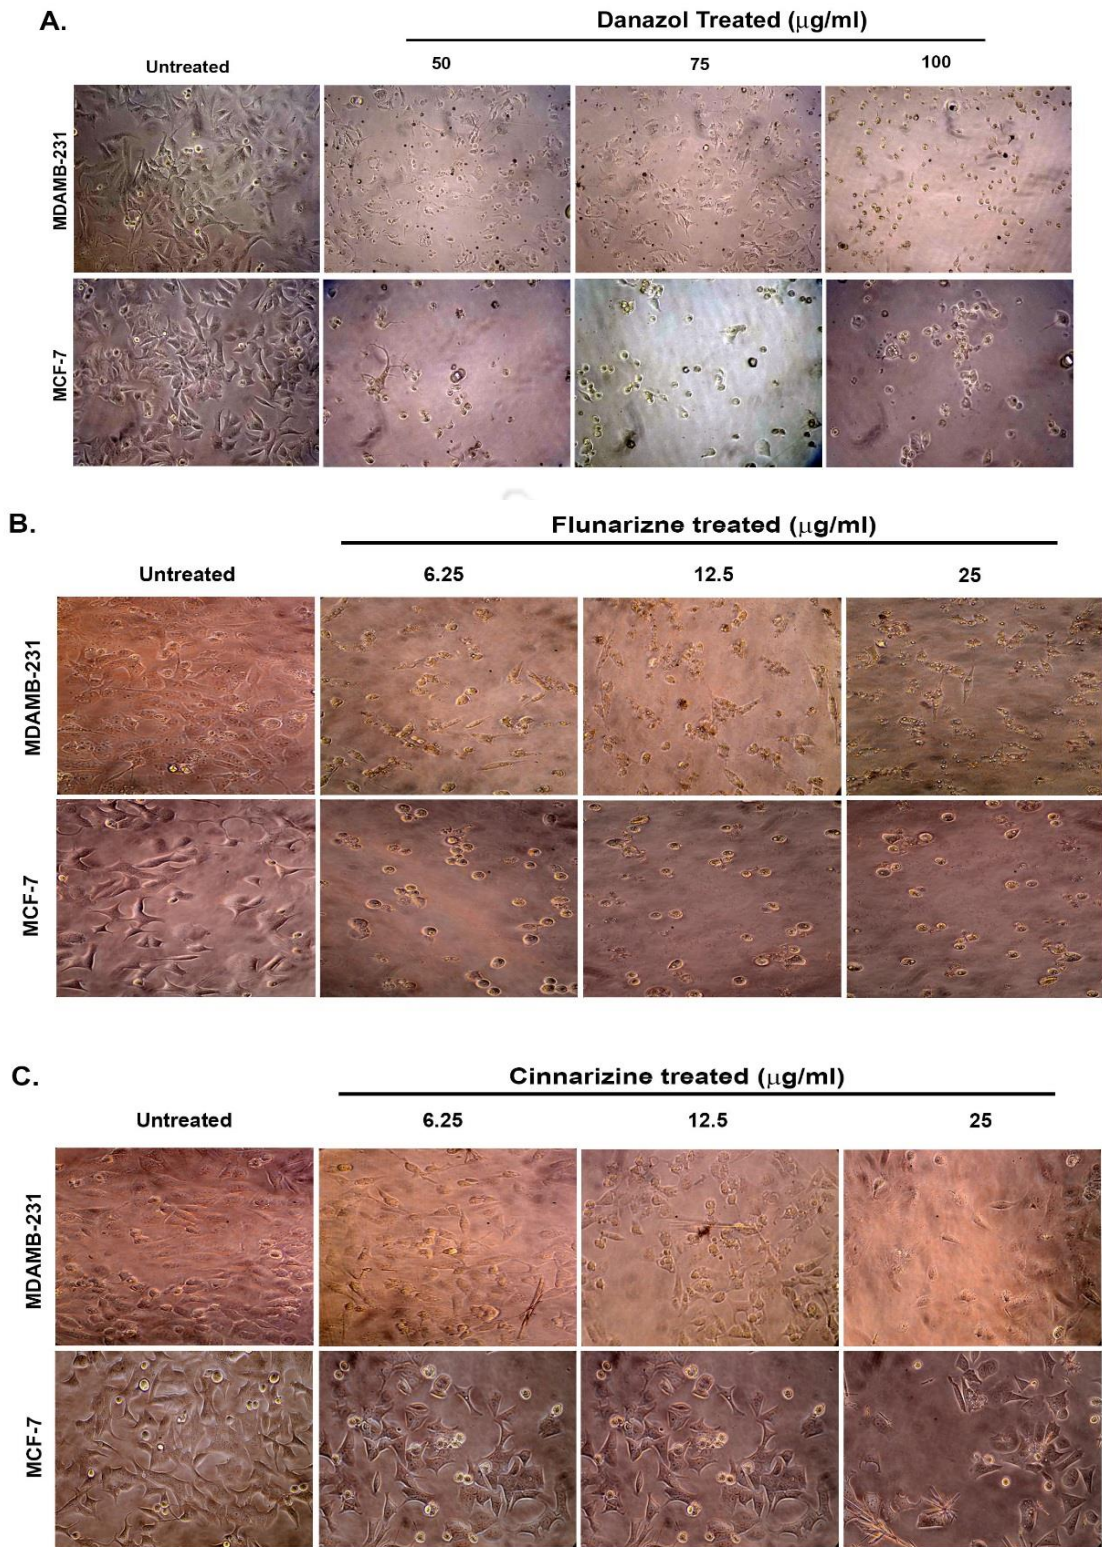 A.
Danazol Treated (μg/ml)
Untreated 50 75 100
MDAMB-231
MCF-7
B.
Flunarizne treated (μg/ml)
Untreated 6.25 12.5 25
MDAMB-231
MCF-7
C.
Cinnarizine treated (μg/ml)
Untreated 6.25 12.5 25
MDAMB-231
MCF-7